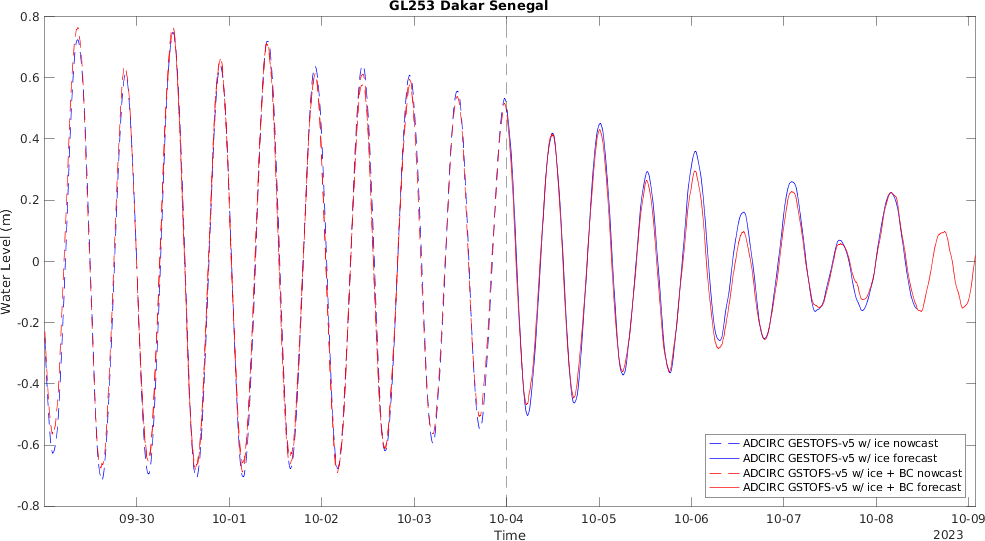 GL253 Dakar Senegal
0.8
0.6
0.4
0.2
0
-0.2
-0.4
-0.6
-0.8
Water Level (m)
ADCIRC GESTOFS-v5 w/ ice nowcast
ADCIRC GESTOFS-v5 w/ ice forecast
ADCIRC GSTOFS-v5 w/ ice + BC nowcast
ADCIRC GSTOFS-v5 w/ ice + BC forecast
09-30 10-01 10-02 10-03 10-04 10-05 10-06 10-07 10-08 10-09
Time
2023